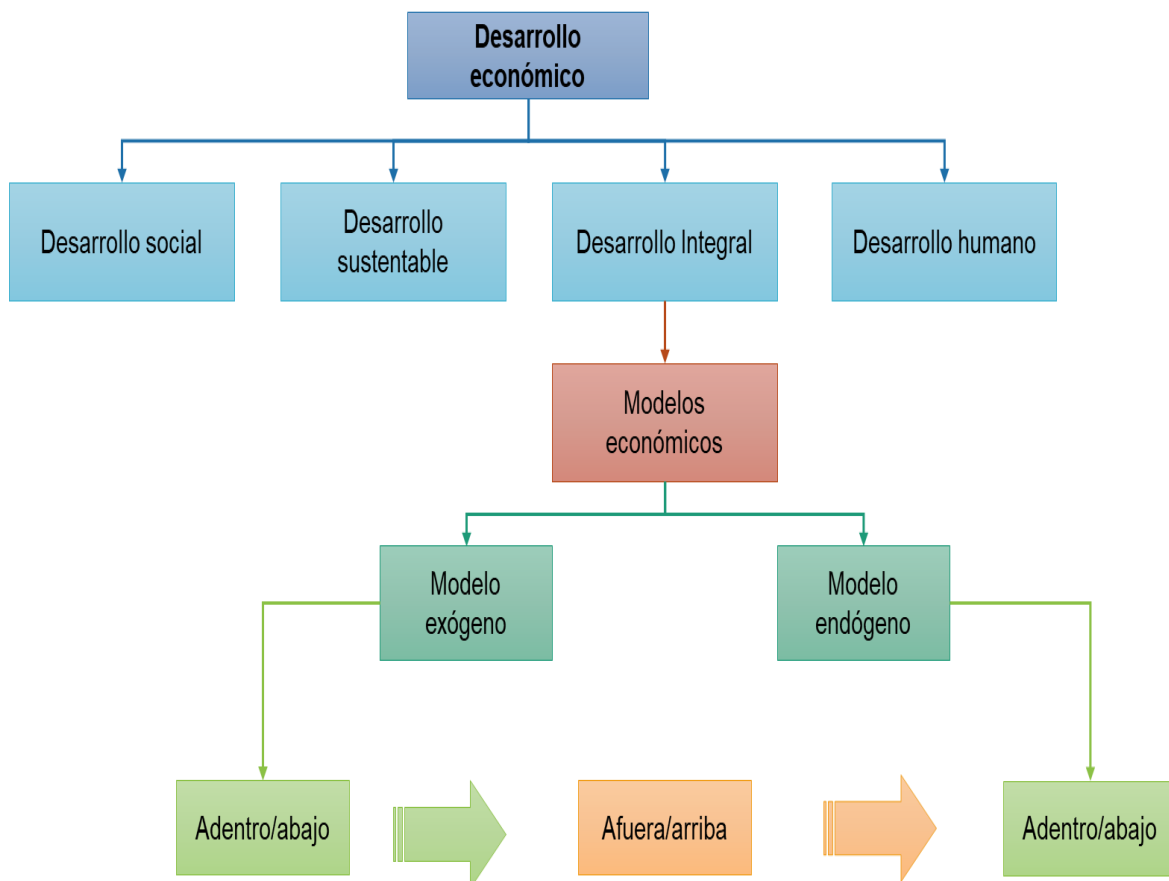 Desarrollo
económico
Desarrollo social
Desarrollo
sustentable
Desarrollo Integral
Desarrollo humano
Modelos
económicos
Modelo
exógeno
Modelo
endógeno
Adentro/abajo
Afuera/arriba
Adentro/abajo